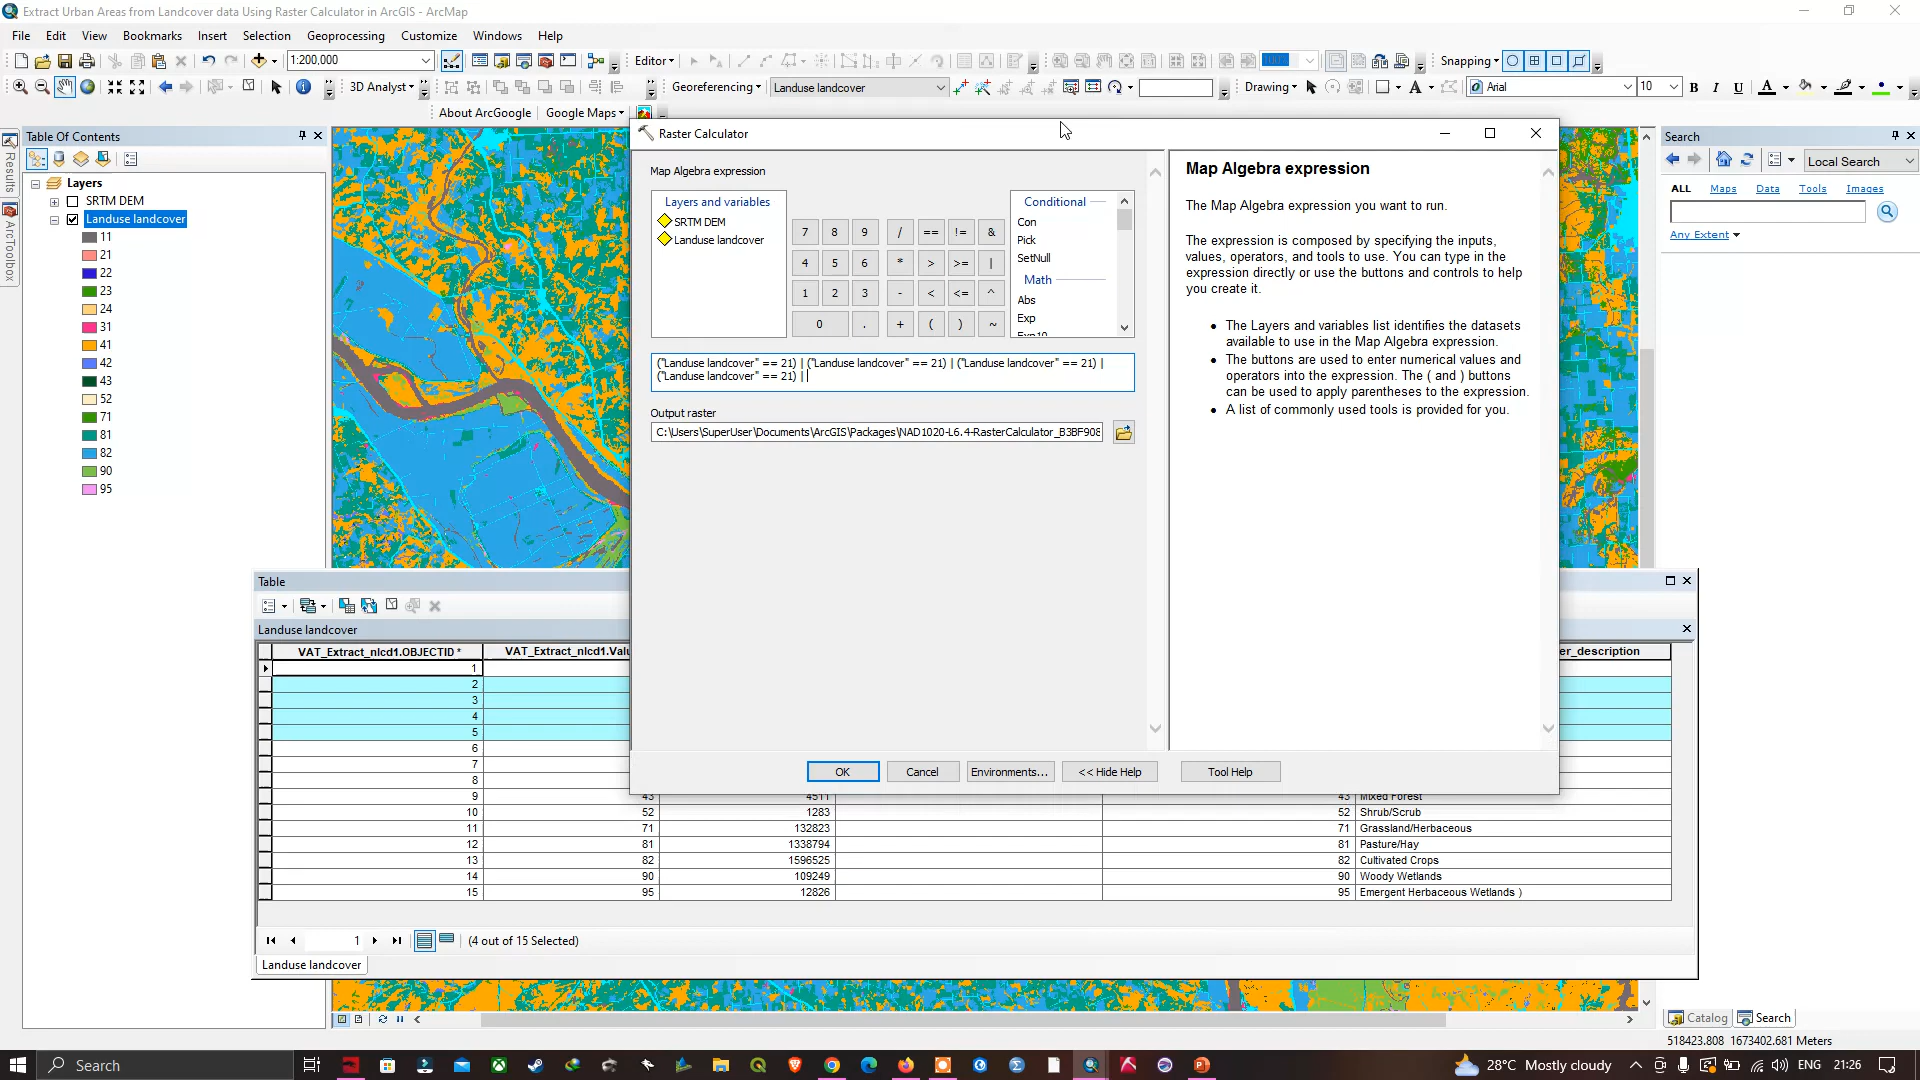 Extract Urban Areas from Landcover data Using Raster Calculator in ArcGIS - ArcMap
File Edit View Bookmarks Insert Selection Geoprocessing Customize Windows Help
1:200,000 Editor Snapping
3D Analyst Georeferencing Landuse landcover Drawing Arial 10 B I U A
About ArcGeode Google Maps
Table Of Contents
Layers
SRTM DEM
Landuse landcover
11
21
22
23
24
31
41
42
43
52
71
81
82
90
95
Results
ArcToolbox
Raster Calculator
Map Algebra expression
Layers and variables
SRTM DEM
Landuse landcover
7 8 9 / == != &
4 5 6 * > >= |
1 2 3 - < <= ^
0 . + ( ) ~
Conditional
Con
Pick
SetNull
Math
Abs
Exp
Exp10
("Landuse landcover" == 21) | ("Landuse landcover" == 21) | ("Landuse landcover" == 21) |
("Landuse landcover" == 21) |
Output raster
C:\Users\SuperUser\Documents\ArcGIS\Packages\NAD1020-L6.4-RasterCalculator_B3BF908
OK Cancel Environments... << Hide Help Tool Help
Map Algebra expression
The Map Algebra expression you want to run.
The expression is composed by specifying the inputs,
values, operators, and tools to use. You can type in the
expression directly or use the buttons and controls to help
you create it.
• The Layers and variables list identifies the datasets
available to use in the Map Algebra expression.
• The buttons are used to enter numerical values and
operators into the expression. The ( and ) buttons
can be used to apply parentheses to the expression.
• A list of commonly used tools is provided for you.
Search
Local Search
ALL Maps Data Tools Images
Any Extent
Table
Landuse landcover
VAT_Extract_nlcd1.OBJECTID * VAT_Extract_nlcd1.Valu er_description
1
2
3
4
5
6
7
8
9 43 4511 43 Mixed Forest
10 52 1283 52 Shrub/Scrub
11 71 132823 71 Grassland/Herbaceous
12 81 1338794 81 Pasture/Hay
13 82 1596525 82 Cultivated Crops
14 90 109249 90 Woody Wetlands
15 95 12826 95 Emergent Herbaceous Wetlands )
1 (4 out of 15 Selected)
Landuse landcover
Catalog Search
518423.808 1673402.681 Meters
Search 28°C Mostly cloudy ENG 21:26